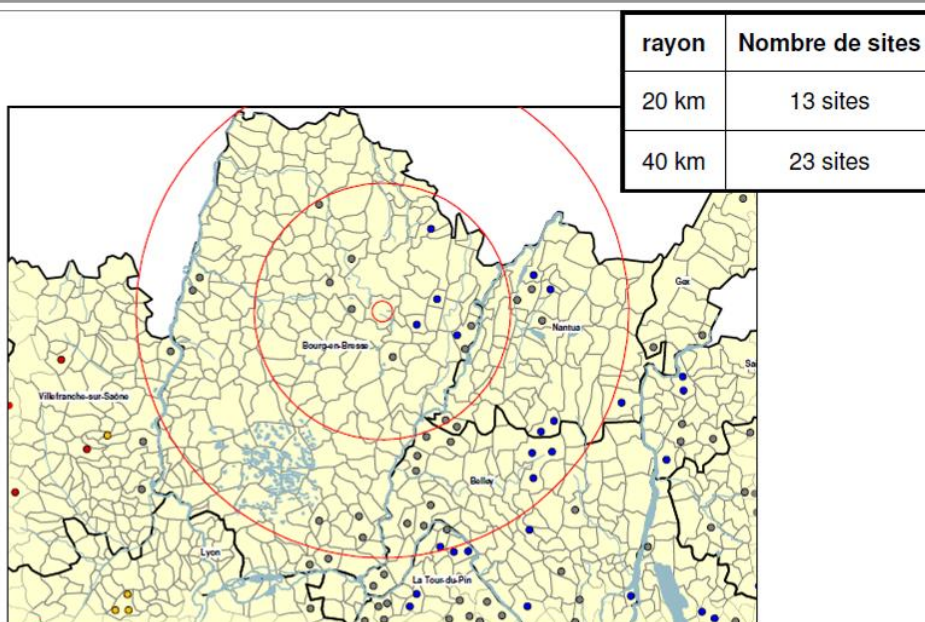 rayon Nombre de sites
20 km 13 sites
40 km 23 sites
Gex
Nantua
Bourg-en-Bresse
Villefranche-sur-Saône
Sa
Belley
Lyon
La Tour-du-Pin